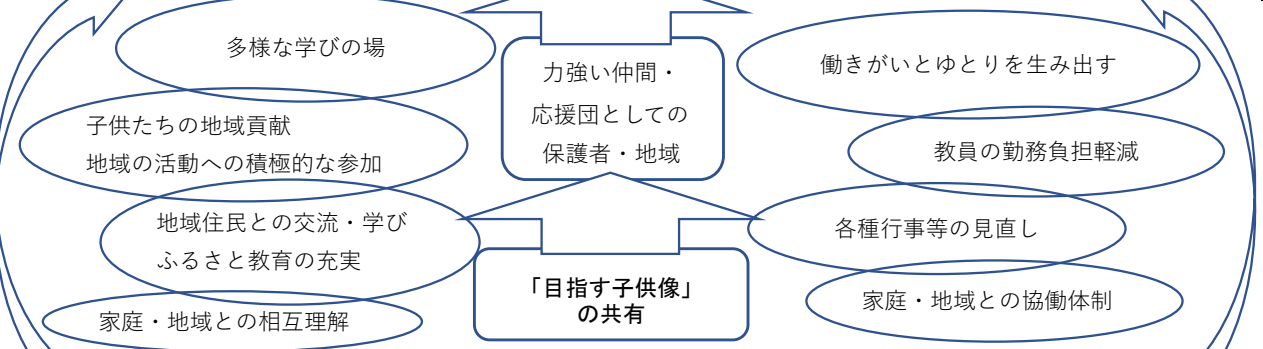 多様な学びの場
子供たちの地域貢献
地域の活動への積極的な参加
地域住民との交流・学び
ふるさと教育の充実
家庭・地域との相互理解
力強い仲間・
応援団としての
保護者・地域
「目指す子供像」
の共有
働きがいとゆとりを生み出す
教員の勤務負担軽減
各種行事等の見直し
家庭・地域との協働体制